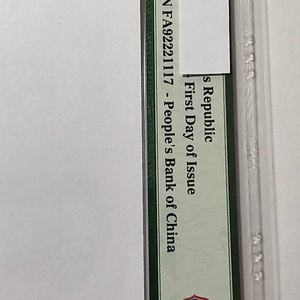 s Republic
First Day of Issue
N FA92221117 - People's Bank of China